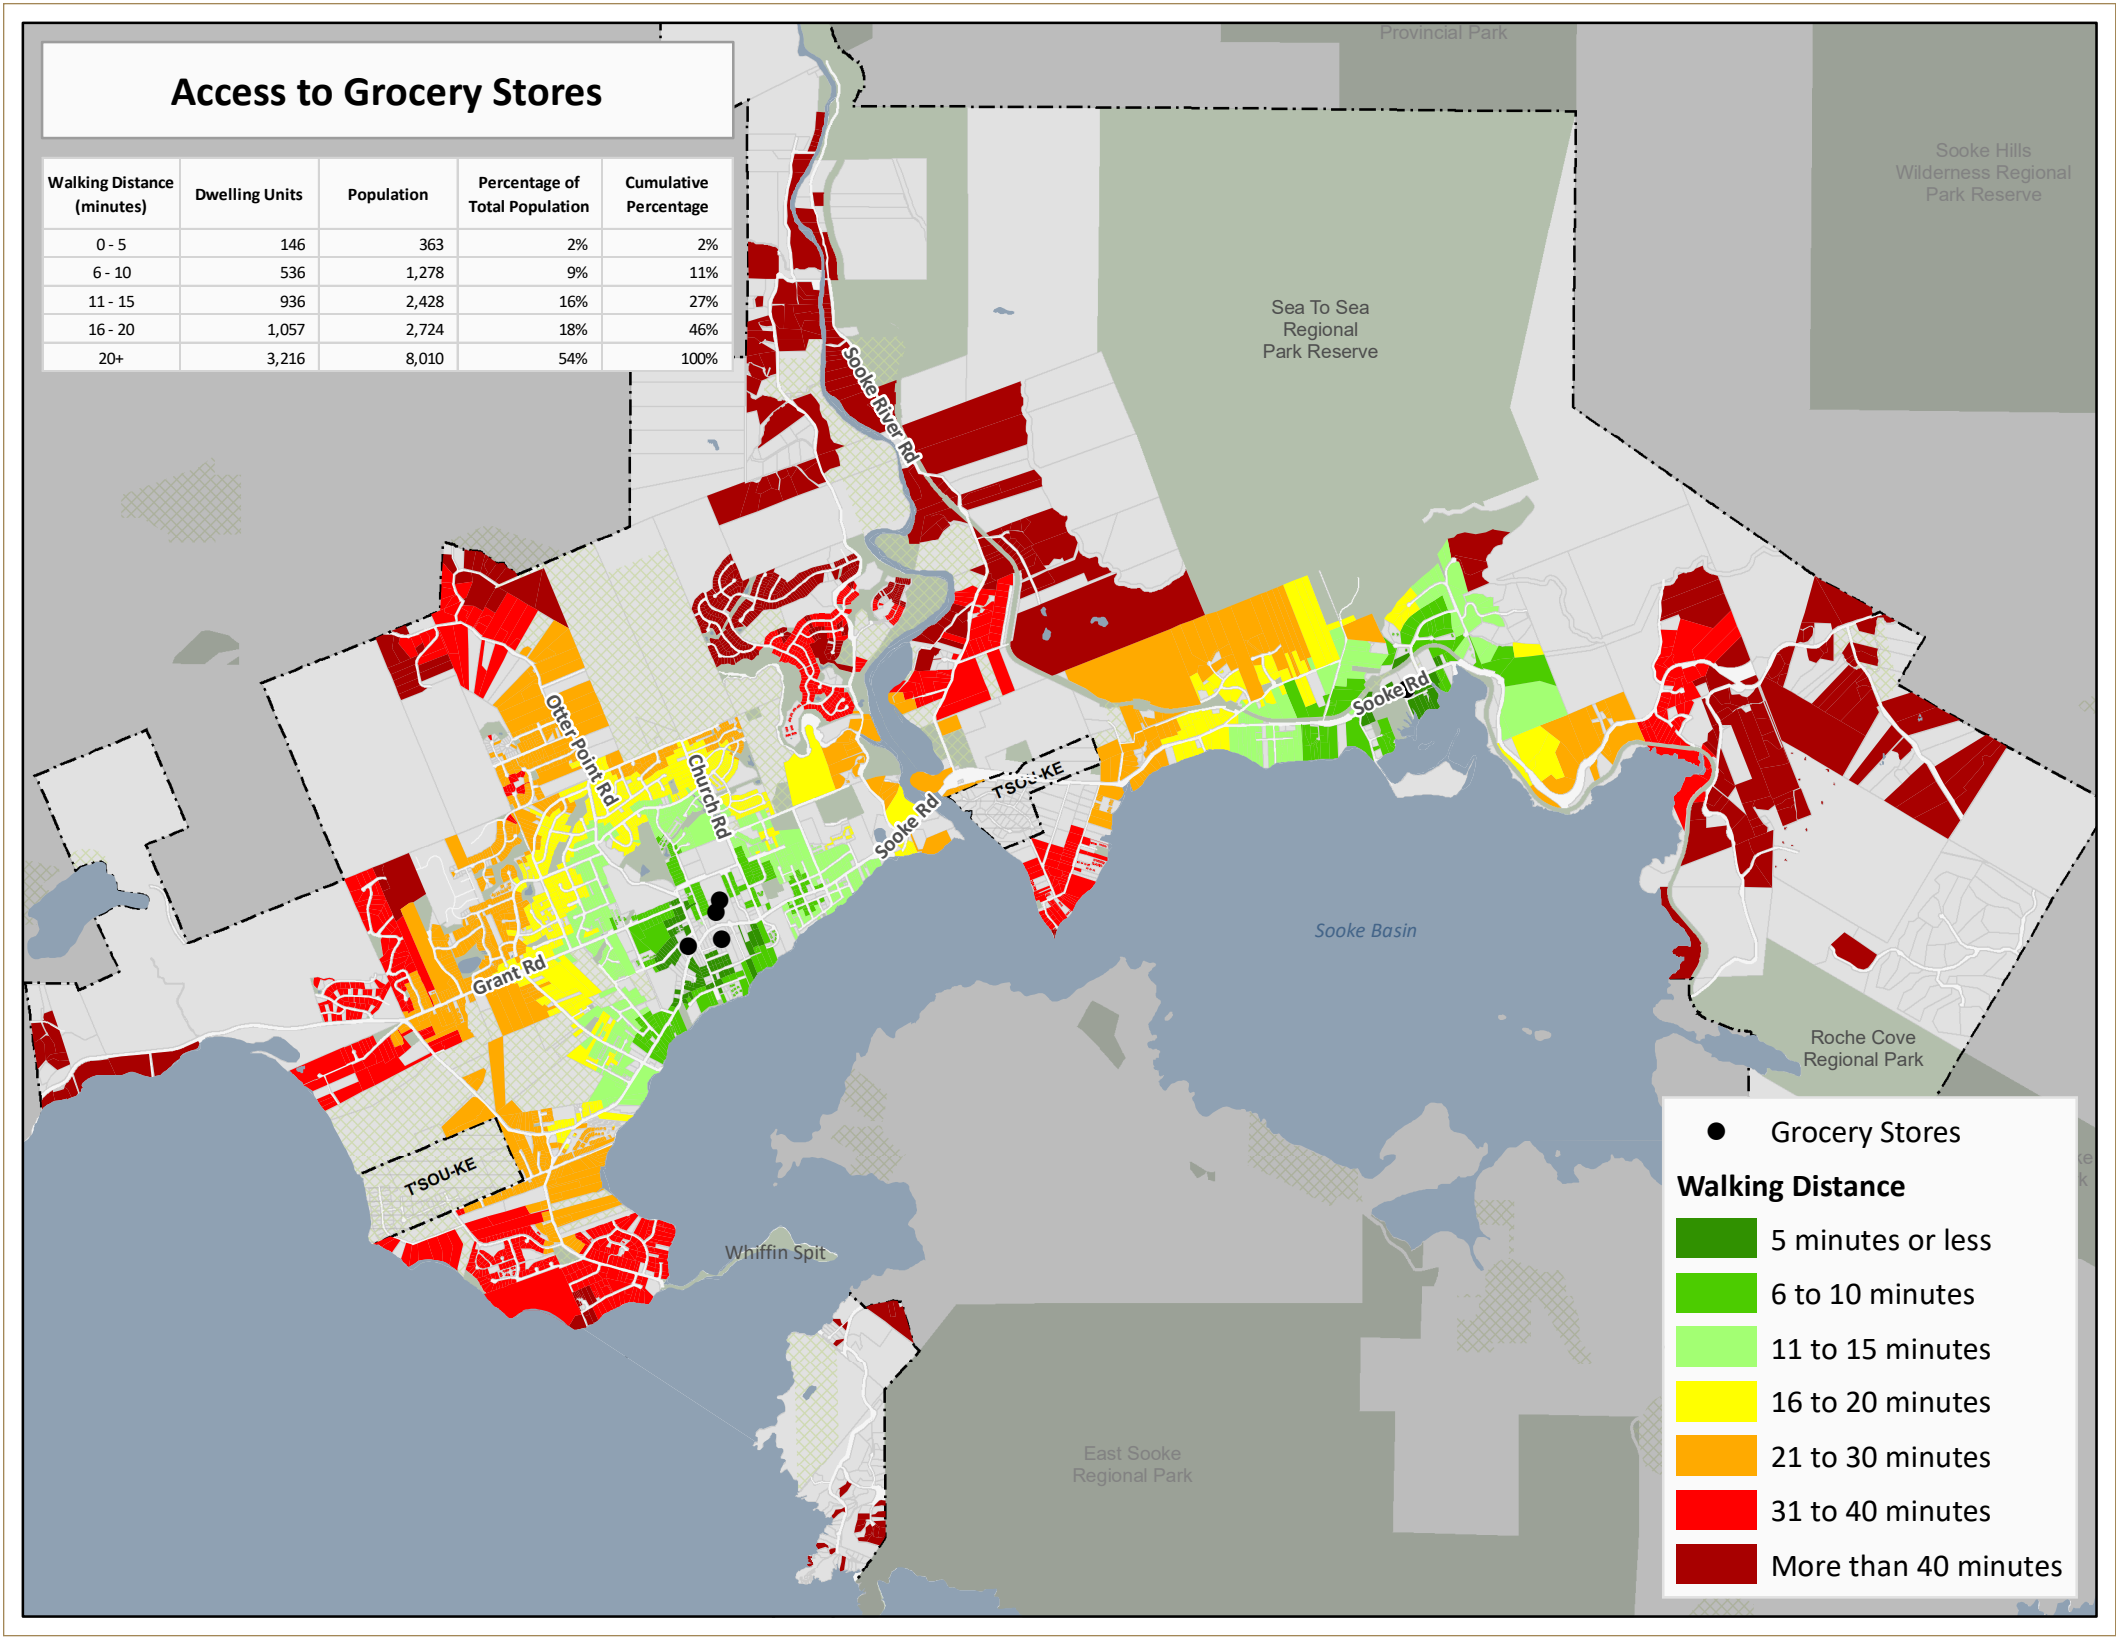 Access to Grocery Stores
Walking Distance (minutes) Dwelling Units Population Percentage of Total Population Cumulative Percentage
0 - 5 146 363 2% 2%
6 - 10 536 1,278 9% 11%
11 - 15 936 2,428 16% 27%
16 - 20 1,057 2,724 18% 46%
20+ 3,216 8,010 54% 100%
Provincial Park
Sooke Hills
Wilderness Regional
Park Reserve
Sea To Sea
Regional
Park Reserve
Sooke River Rd
Otter Point Rd
Church Rd
Sooke Rd
Sooke Rd
T'SOU-KE
Grant Rd
Sooke Basin
T'SOU-KE
Whiffin Spit
Roche Cove
Regional Park
East Sooke
Regional Park
Grocery Stores
Walking Distance
5 minutes or less
6 to 10 minutes
11 to 15 minutes
16 to 20 minutes
21 to 30 minutes
31 to 40 minutes
More than 40 minutes